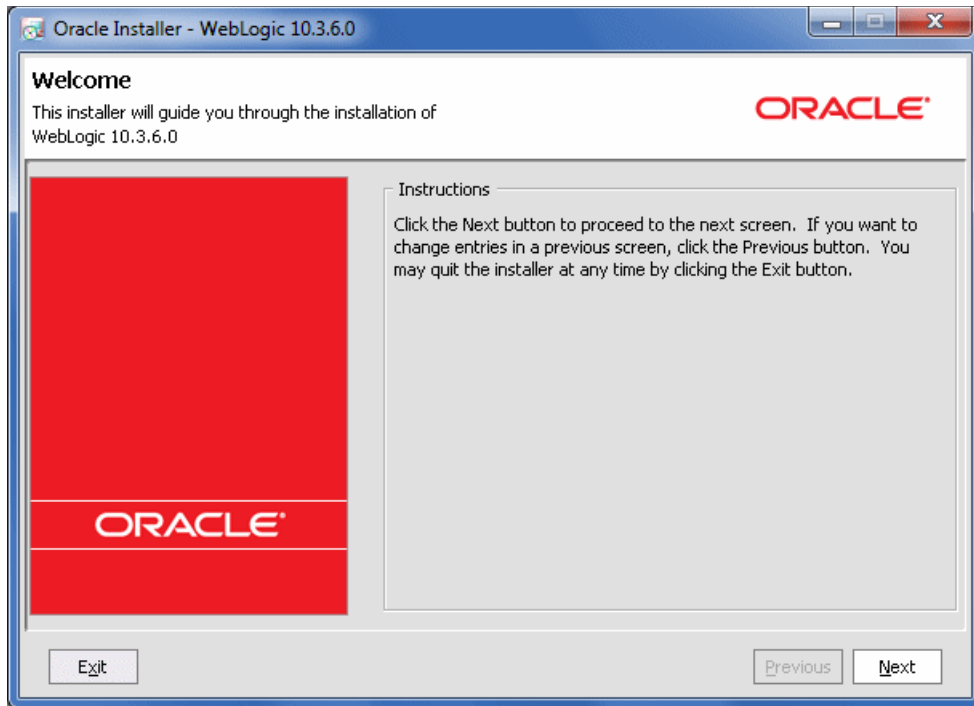 Oracle Installer - WebLogic 10.3.6.0
Welcome
This installer will guide you through the installation of
WebLogic 10.3.6.0
ORACLE
Instructions
Click the Next button to proceed to the next screen.  If you want to
change entries in a previous screen, click the Previous button.  You
may quit the installer at any time by clicking the Exit button.
ORACLE
Exit
Previous
Next